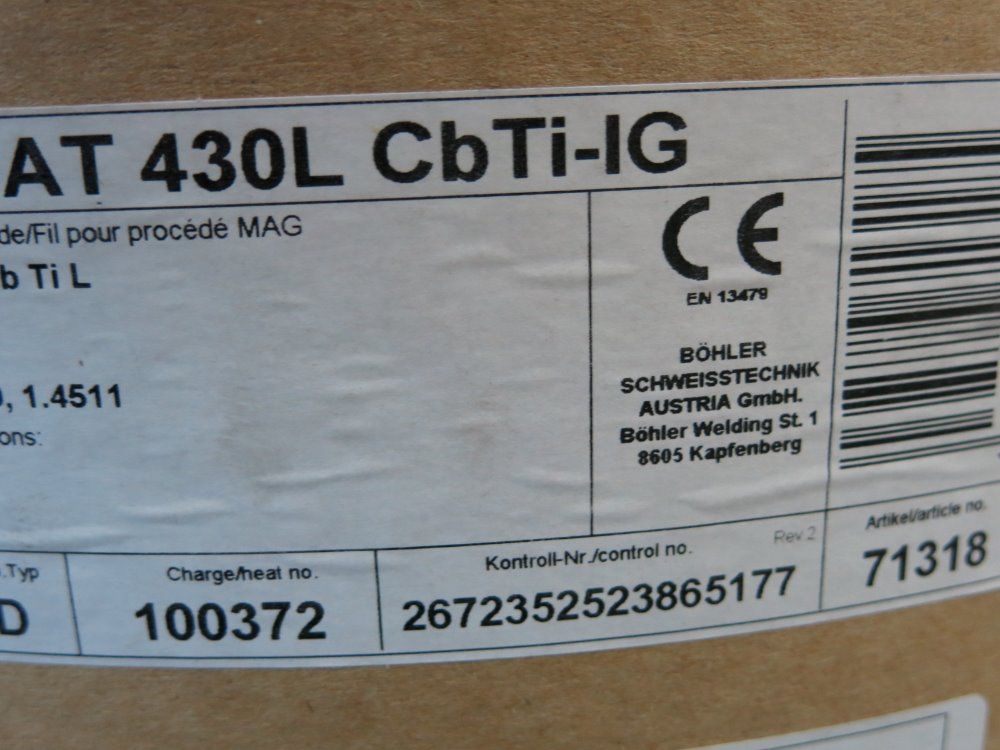 AT 430L CbTi-IG
de/Fil pour procédé MAG
b Ti L
, 1.4511
ons:
CE
EN 13479
BÖHLER
SCHWEISSTECHNIK
AUSTRIA GmbH.
Böhler Welding St. 1
8605 Kapfenberg
.Typ
D
Charge/heat no.
100372
Kontroll-Nr./control no.
Rev 2
2672352523865177
Artikel/article no.
71318